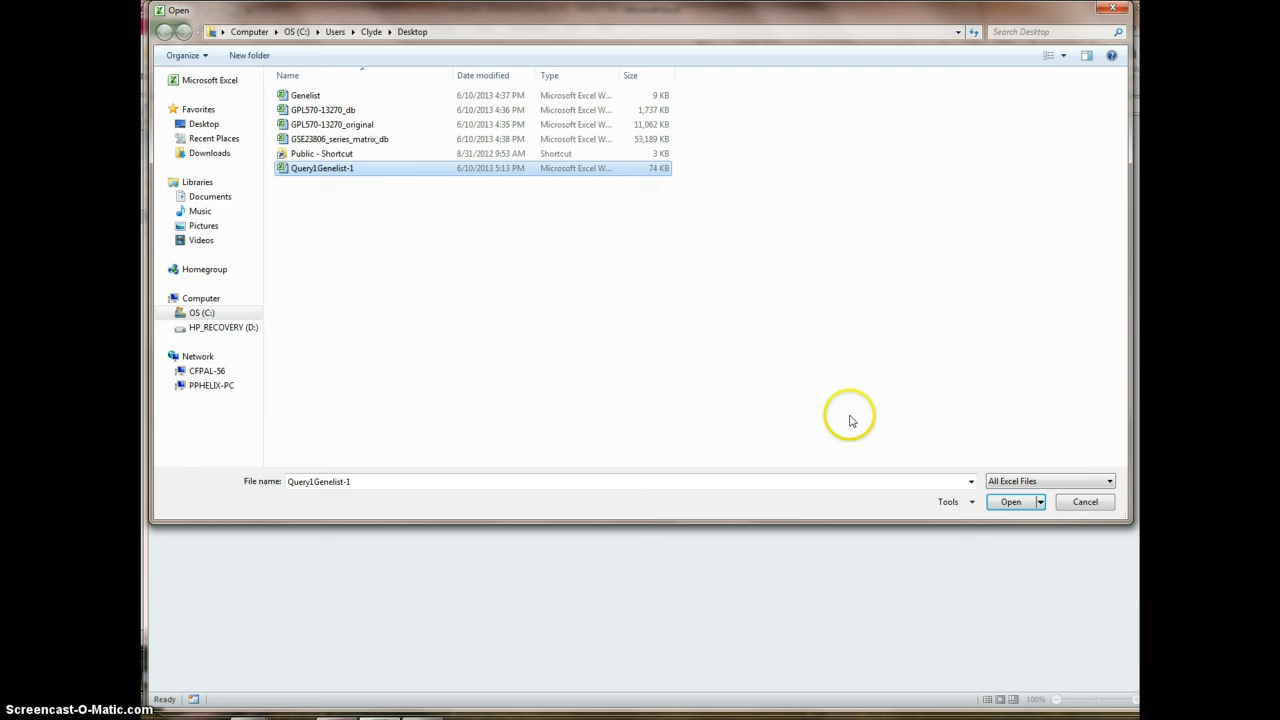 Open
Computer OS (C:) Users Clyde Desktop Search Desktop
Organize New folder
Microsoft Excel
Favorites
Desktop
Recent Places
Downloads
Libraries
Documents
Music
Pictures
Videos
Homegroup
Computer
OS (C:)
HP_RECOVERY (D:)
Network
CFPAL-56
PPHELIX-PC
Name Date modified Type Size
Genelist 6/10/2013 4:37 PM Microsoft Excel W... 9 KB
GPL570-13270_db 6/10/2013 4:36 PM Microsoft Excel W... 1,737 KB
GPL570-13270_original 6/10/2013 4:35 PM Microsoft Excel W... 11,062 KB
GSE23806_series_matrix_db 6/10/2013 4:38 PM Microsoft Excel W... 53,189 KB
Public - Shortcut 8/31/2012 9:53 AM Shortcut 3 KB
Query1Genelist-1 6/10/2013 5:13 PM Microsoft Excel W... 74 KB
File name: Query1Genelist-1 All Excel Files
Tools Open Cancel
Ready 100%
Screencast-O-Matic.com